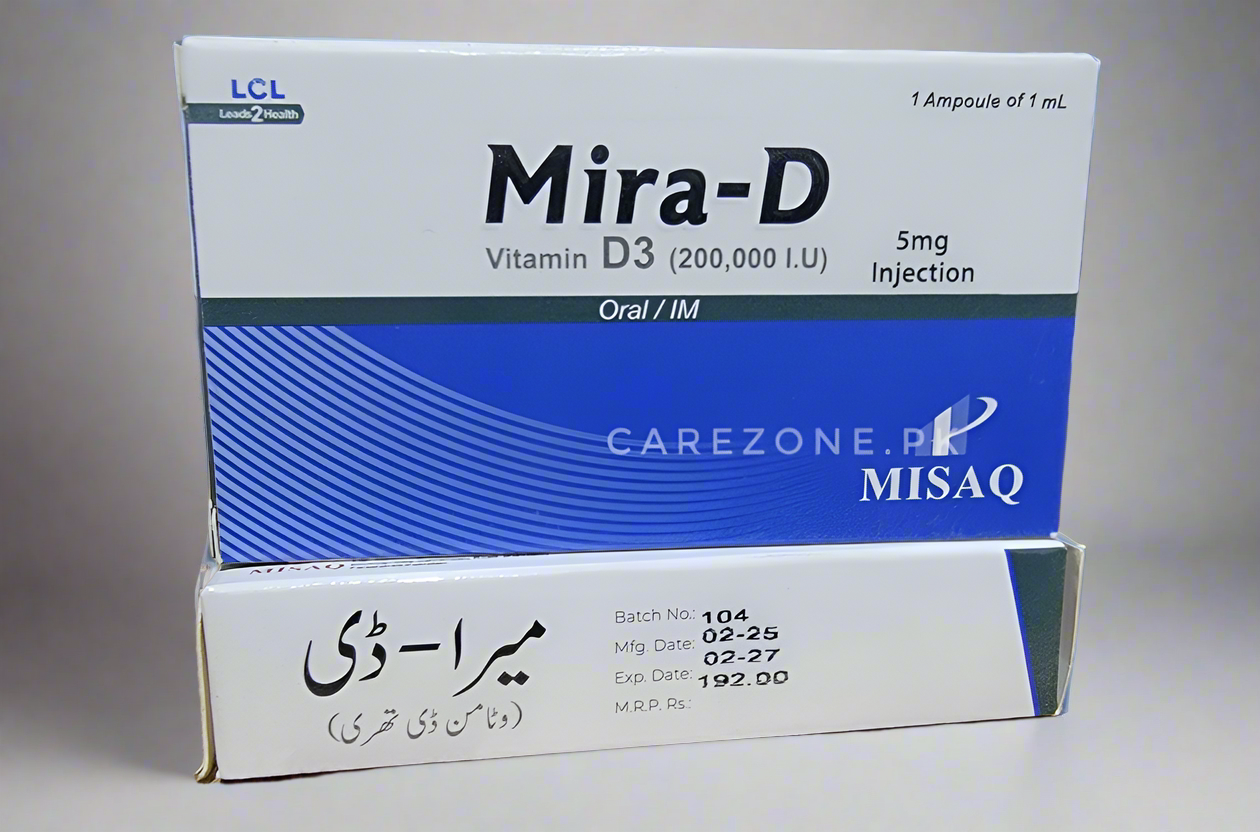 LCL
Leads2Health
1 Ampoule of 1 mL
Mira-D
Vitamin D3 (200,000 I.U)
5mg
Injection
Oral / IM
CAREZONE.PK
MISAQ
MISAQ
میرا-ڈی
(وٹامن ڈی تھری)
Batch No.: 104
Mfg. Date: 02-25
Exp. Date: 02-27
M.R.P. Rs.: 192.00